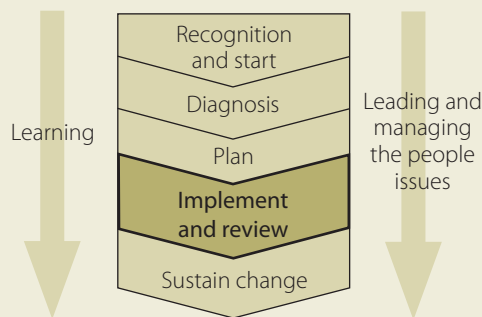 Recognition
and start
Diagnosis
Plan
Implement
and review
Sustain change
Learning
Leading and
managing
the people
issues